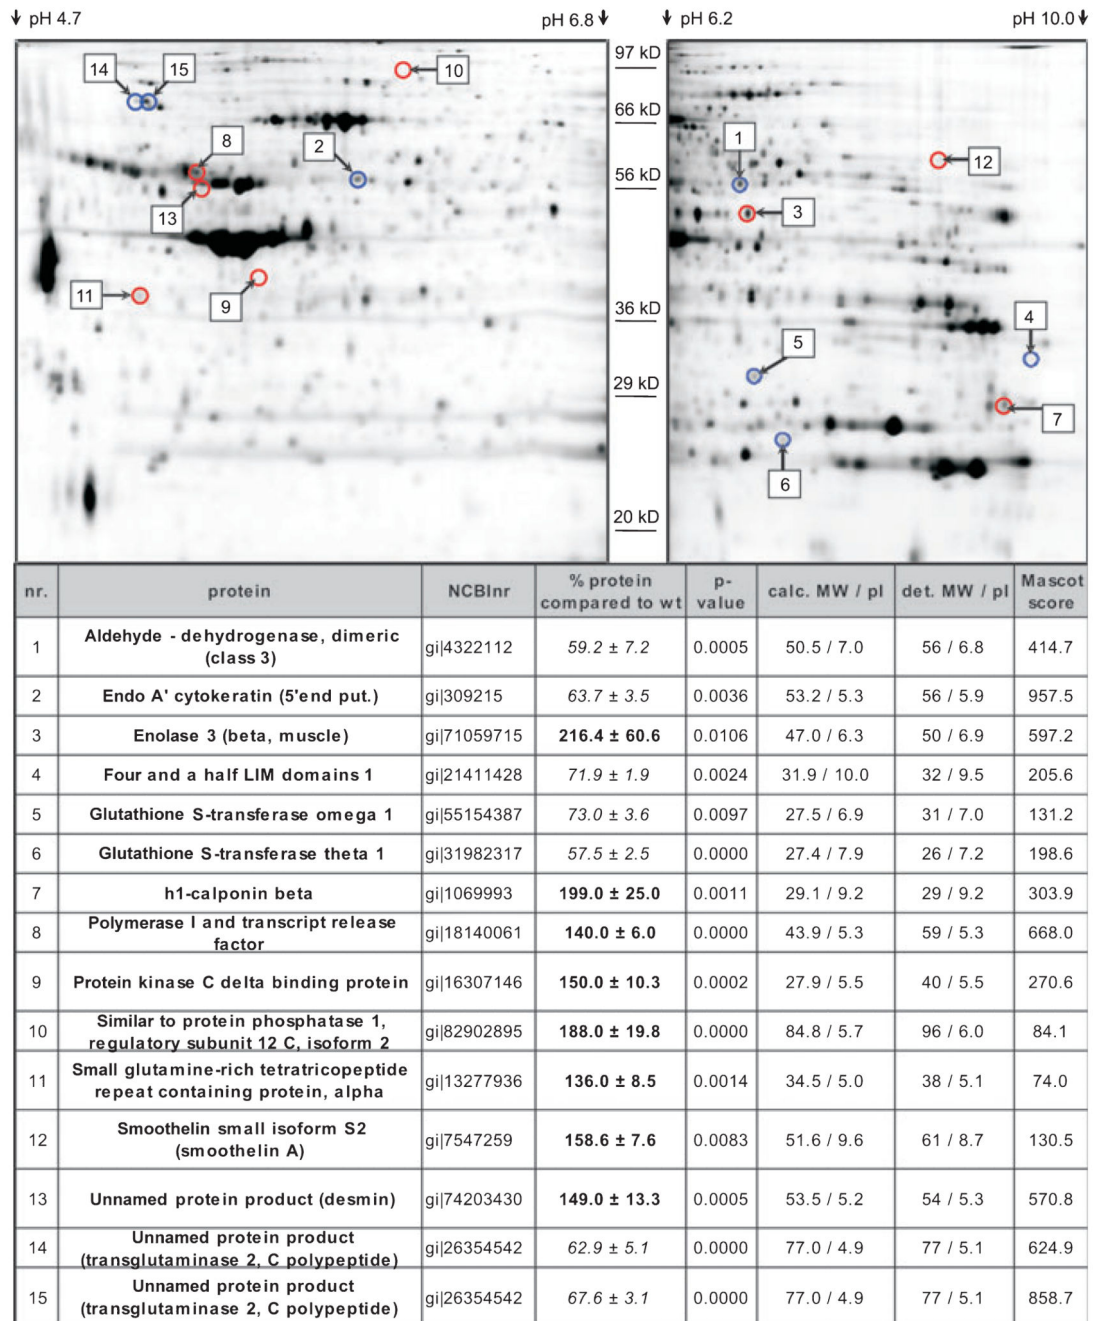 pH 4.7 pH 6.8 pH 6.2 pH 10.0
97 kD
14 15 10
66 kD
8 2 1 12
56 kD
13 3
11 9
36 kD
4
5
29 kD
7
6
20 kD
nr. protein NCBInr % protein compared to wt p-value calc. MW / pI det. MW / pI Mascot score
1 Aldehyde - dehydrogenase, dimeric (class 3) gi|4322112 59.2 ± 7.2 0.0005 50.5 / 7.0 56 / 6.8 414.7
2 Endo A' cytokeratin (5'end put.) gi|309215 63.7 ± 3.5 0.0036 53.2 / 5.3 56 / 5.9 957.5
3 Enolase 3 (beta, muscle) gi|71059715 216.4 ± 60.6 0.0106 47.0 / 6.3 50 / 6.9 597.2
4 Four and a half LIM domains 1 gi|21411428 71.9 ± 1.9 0.0024 31.9 / 10.0 32 / 9.5 205.6
5 Glutathione S-transferase omega 1 gi|55154387 73.0 ± 3.6 0.0097 27.5 / 6.9 31 / 7.0 131.2
6 Glutathione S-transferase theta 1 gi|31982317 57.5 ± 2.5 0.0000 27.4 / 7.9 26 / 7.2 198.6
7 h1-calponin beta gi|1069993 199.0 ± 25.0 0.0011 29.1 / 9.2 29 / 9.2 303.9
8 Polymerase I and transcript release factor gi|18140061 140.0 ± 6.0 0.0000 43.9 / 5.3 59 / 5.3 668.0
9 Protein kinase C delta binding protein gi|16307146 150.0 ± 10.3 0.0002 27.9 / 5.5 40 / 5.5 270.6
10 Similar to protein phosphatase 1, regulatory subunit 12 C, isoform 2 gi|82902895 188.0 ± 19.8 0.0000 84.8 / 5.7 96 / 6.0 84.1
11 Small glutamine-rich tetratricopeptide repeat containing protein, alpha gi|13277936 136.0 ± 8.5 0.0014 34.5 / 5.0 38 / 5.1 74.0
12 Smoothelin small isoform S2 (smoothelin A) gi|7547259 158.6 ± 7.6 0.0083 51.6 / 9.6 61 / 8.7 130.5
13 Unnamed protein product (desmin) gi|74203430 149.0 ± 13.3 0.0005 53.5 / 5.2 54 / 5.3 570.8
14 Unnamed protein product (transglutaminase 2, C polypeptide) gi|26354542 62.9 ± 5.1 0.0000 77.0 / 4.9 77 / 5.1 624.9
15 Unnamed protein product (transglutaminase 2, C polypeptide) gi|26354542 67.6 ± 3.1 0.0000 77.0 / 4.9 77 / 5.1 858.7